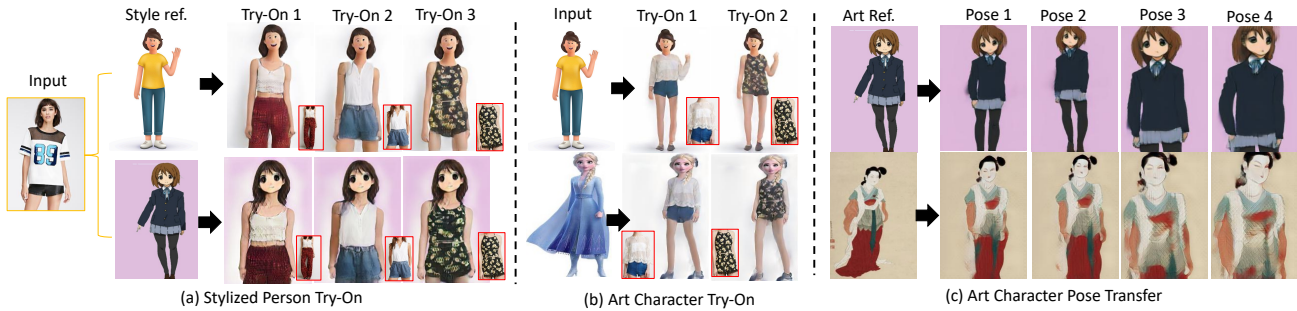 Style ref.
Try-On 1
Try-On 2
Try-On 3
Input
Try-On 1
Try-On 2
Art Ref.
Pose 1
Pose 2
Pose 3
Pose 4
Input
89
(a) Stylized Person Try-On
(b) Art Character Try-On
(c) Art Character Pose Transfer